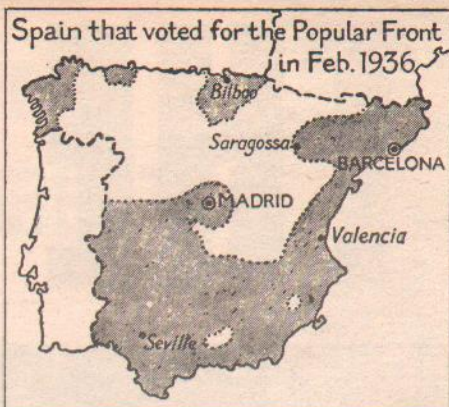 Spain that voted for the Popular Front
in Feb. 1936
Bilbao
Saragossa
BARCELONA
MADRID
Valencia
Seville